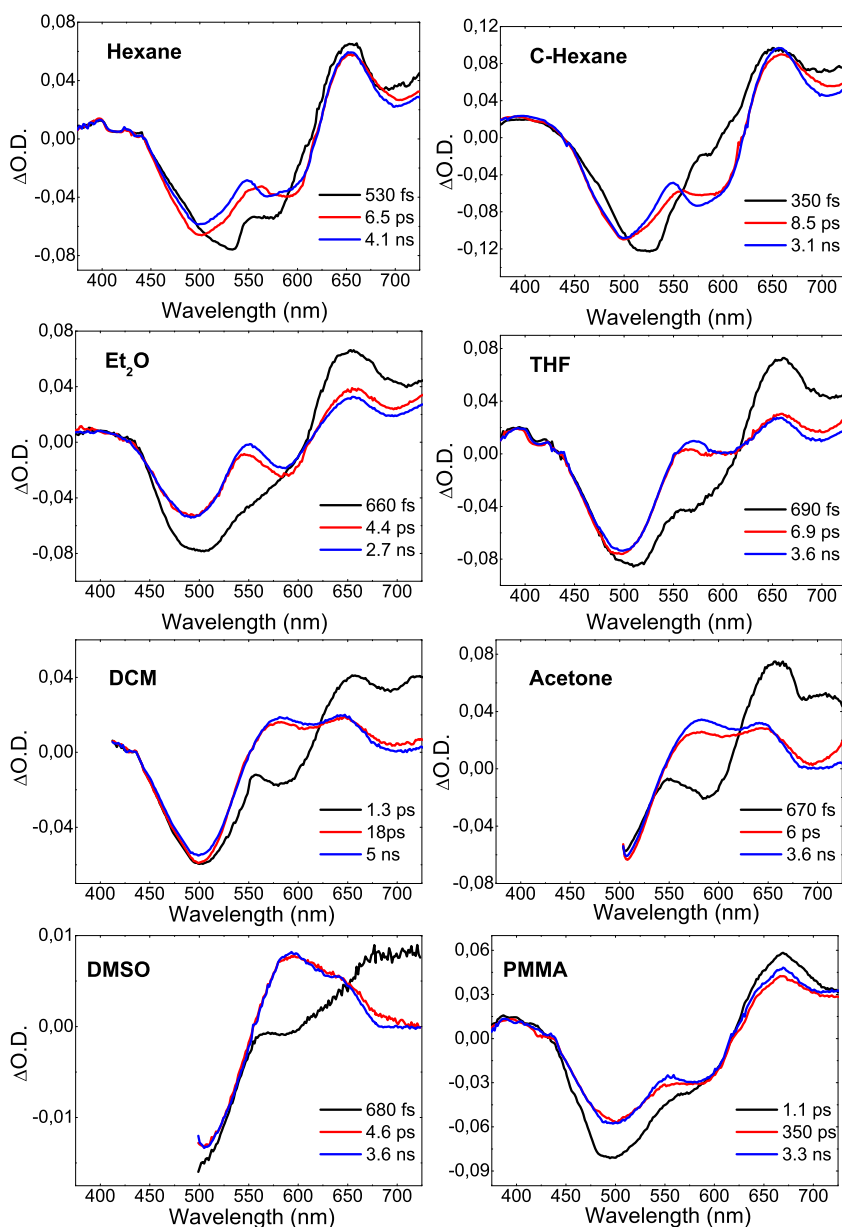 Hexane
0,08
0,04
0,00
-0,04
-0,08
ΔO.D.
530 fs
6.5 ps
4.1 ns
400 450 500 550 600 650 700
Wavelength (nm)
C-Hexane
0,12
0,08
0,04
0,00
-0,04
-0,08
-0,12
ΔO.D.
350 fs
8.5 ps
3.1 ns
400 450 500 550 600 650 700
Wavelength (nm)
Et₂O
0,08
0,04
0,00
-0,04
-0,08
ΔO.D.
660 fs
4.4 ps
2.7 ns
400 450 500 550 600 650 700
Wavelength (nm)
THF
0,08
0,04
0,00
-0,04
-0,08
ΔO.D.
690 fs
6.9 ps
3.6 ns
400 450 500 550 600 650 700
Wavelength (nm)
DCM
0,04
0,00
-0,04
ΔO.D.
1.3 ps
18ps
5 ns
400 450 500 550 600 650 700
Wavelength (nm)
Acetone
0,08
0,04
0,00
-0,04
-0,08
ΔO.D.
670 fs
6 ps
3.6 ns
400 450 500 550 600 650 700
Wavelength (nm)
DMSO
0,01
0,00
-0,01
ΔO.D.
680 fs
4.6 ps
3.6 ns
400 450 500 550 600 650 700
Wavelength (nm)
PMMA
0,06
0,03
0,00
-0,03
-0,06
-0,09
ΔO.D.
1.1 ps
350 ps
3.3 ns
400 450 500 550 600 650 700
Wavelength (nm)